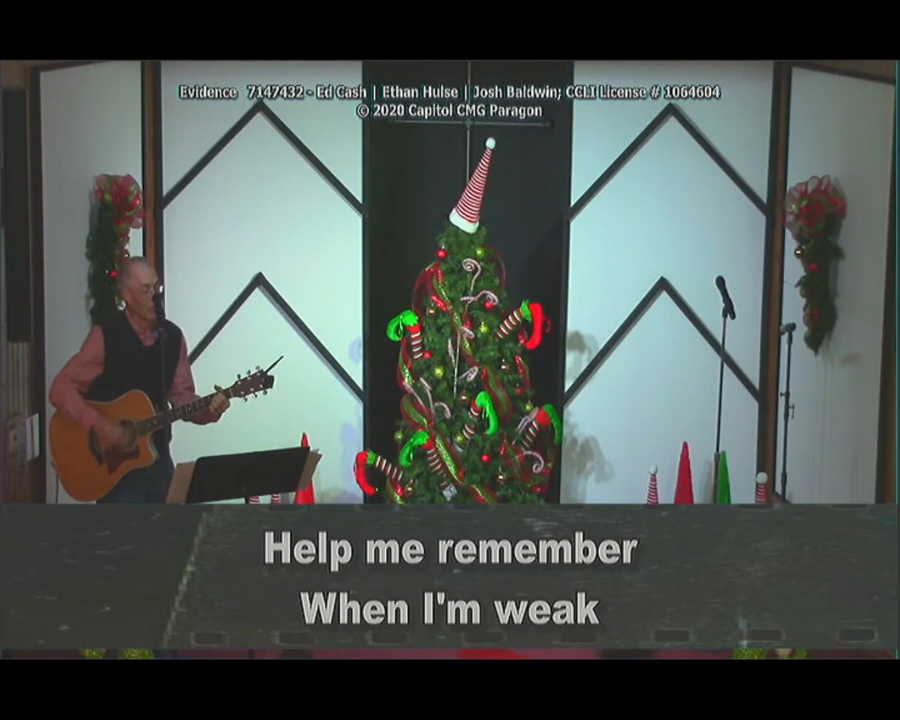 Evidence 7147432 - Ed Cash | Ethan Hulse | Josh Baldwin; CCLI License # 1064604
© 2020 Capitol CMG Paragon
Help me remember
When I'm weak